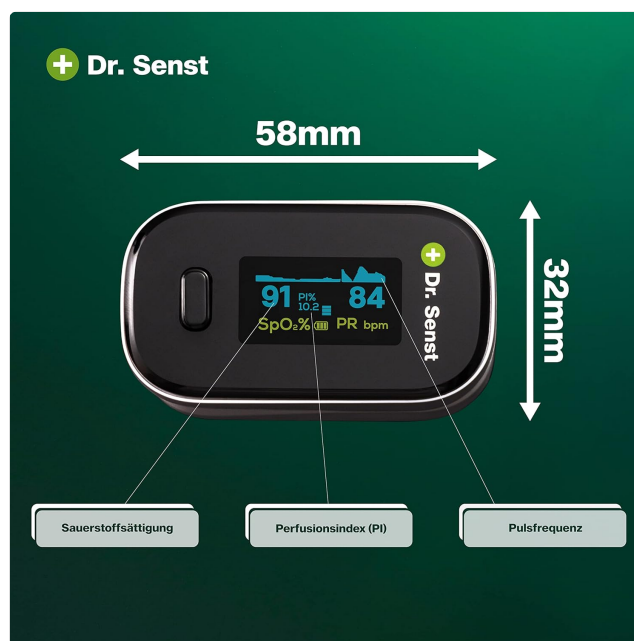 Dr. Senst
58mm
32mm
Dr. Senst
91 PI% 84
10.2
SpO₂% PR bpm
Sauerstoffsättigung
Perfusionsindex (PI)
Pulsfrequenz